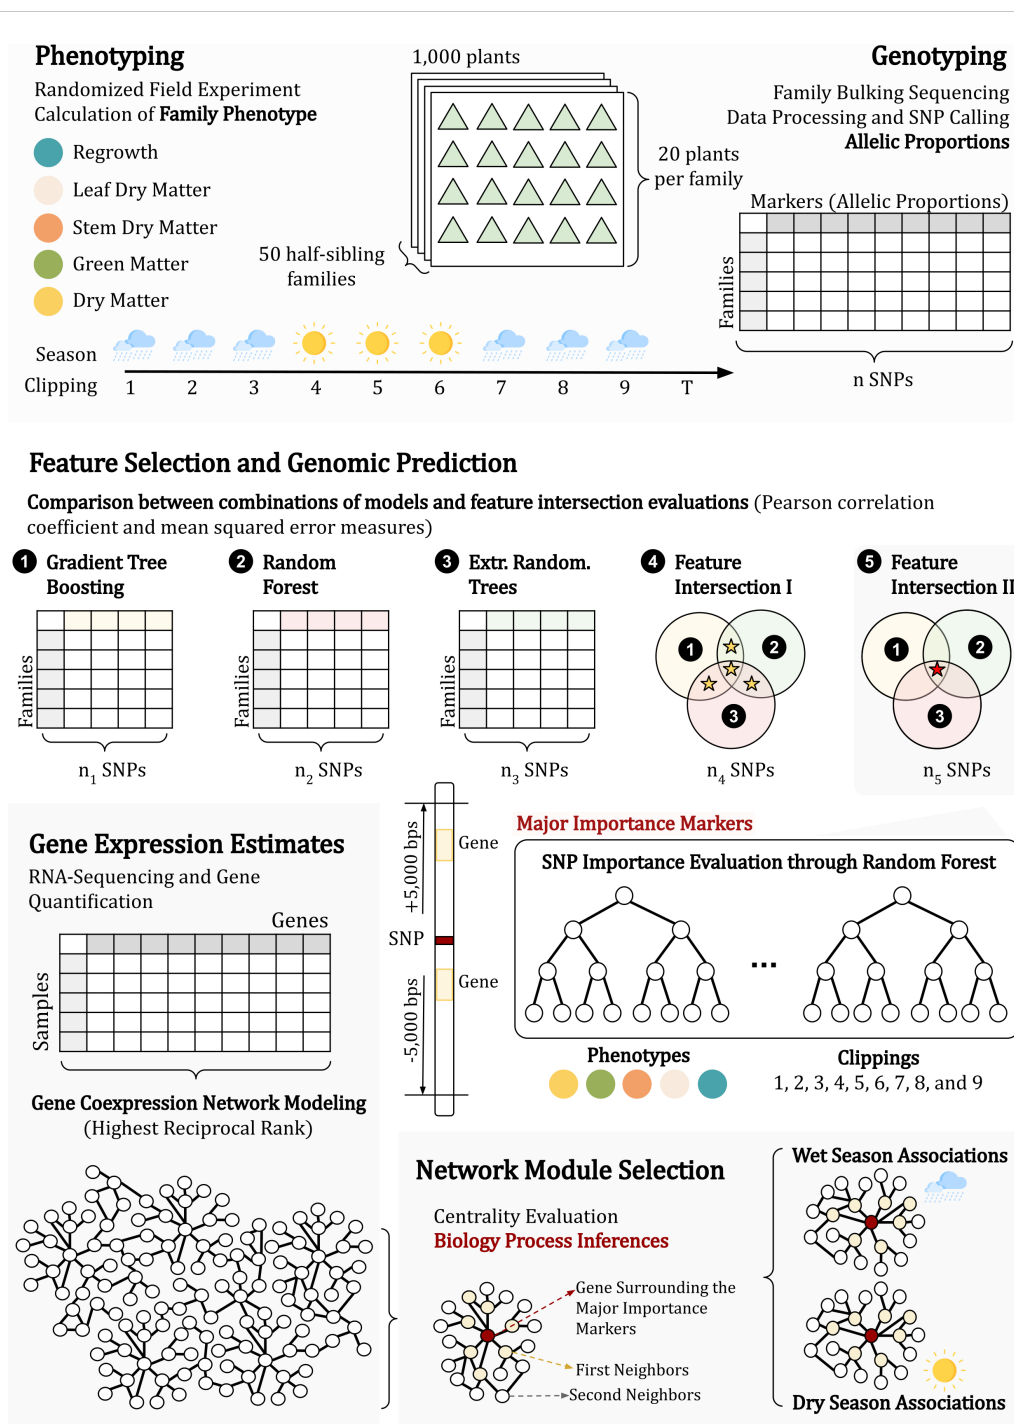 Phenotyping
Randomized Field Experiment
Calculation of Family Phenotype
Regrowth
Leaf Dry Matter
Stem Dry Matter
Green Matter
Dry Matter
1,000 plants
20 plants
per family
50 half-sibling
families
Genotyping
Family Bulking Sequencing
Data Processing and SNP Calling
Allelic Proportions
Markers (Allelic Proportions)
Families
n SNPs
Season
Clipping 1 2 3 4 5 6 7 8 9 T
Feature Selection and Genomic Prediction
Comparison between combinations of models and feature intersection evaluations (Pearson correlation
coefficient and mean squared error measures)
1 Gradient Tree
Boosting
Families
n1 SNPs
2 Random
Forest
Families
n2 SNPs
3 Extr. Random.
Trees
Families
n3 SNPs
4 Feature
Intersection I
1 2
3
n4 SNPs
5 Feature
Intersection II
1 2
3
n5 SNPs
Gene Expression Estimates
RNA-Sequencing and Gene
Quantification
Genes
Samples
Gene Coexpression Network Modeling
(Highest Reciprocal Rank)
+5,000 bps
Gene
SNP
Gene
-5,000 bps
Major Importance Markers
SNP Importance Evaluation through Random Forest
...
Phenotypes
Clippings
1, 2, 3, 4, 5, 6, 7, 8, and 9
Network Module Selection
Centrality Evaluation
Biology Process Inferences
Gene Surrounding the
Major Importance
Markers
First Neighbors
Second Neighbors
Wet Season Associations
Dry Season Associations